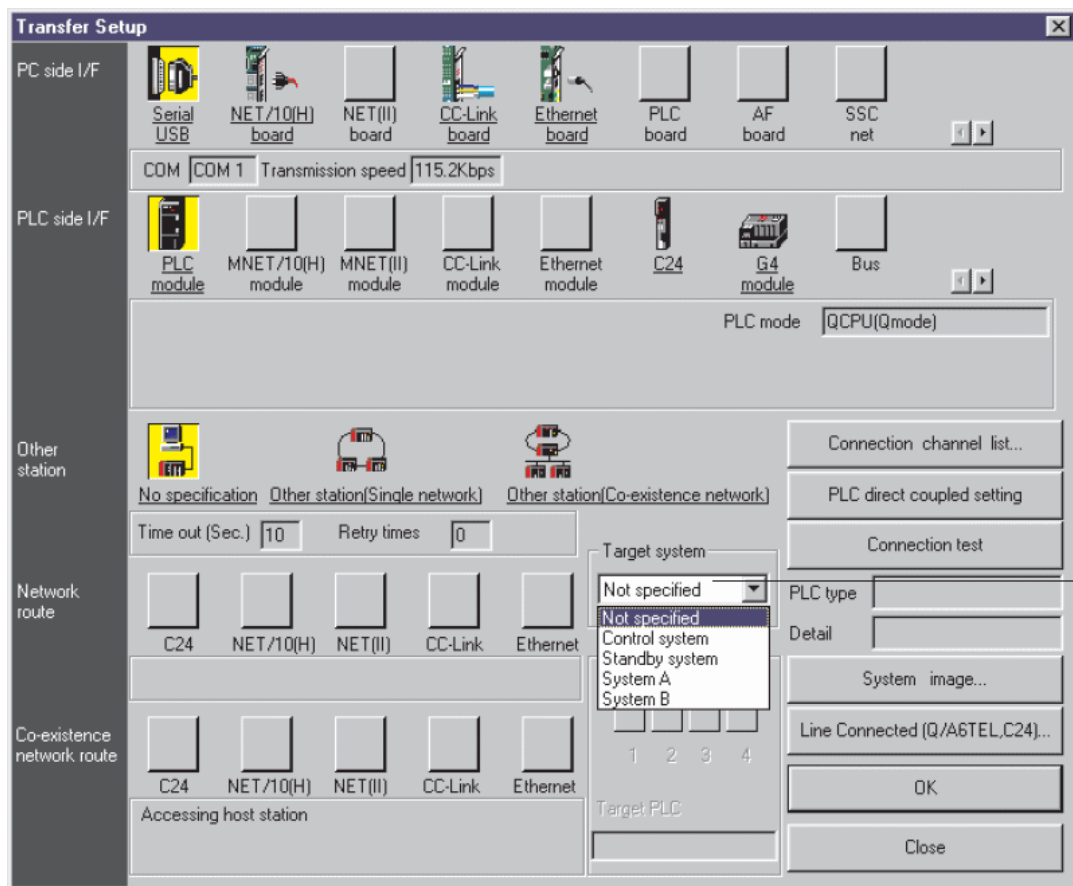 Transfer Setup
PC side I/F
Serial USB
NET/10(H) board
NET(II) board
CC-Link board
Ethernet board
PLC board
AF board
SSC net
COM COM 1 Transmission speed 115.2Kbps
PLC side I/F
PLC module
MNET/10(H) module
MNET(II) module
CC-Link module
Ethernet module
C24
G4 module
Bus
PLC mode QCPU(Qmode)
Other station
No specification
Other station(Single network)
Other station(Co-existence network)
Time out (Sec.) 10 Retry times 0
Connection channel list...
PLC direct coupled setting
Connection test
Target system
Not specified
Not specified
Control system
Standby system
System A
System B
PLC type
Detail
Network route
C24 NET/10(H) NET(II) CC-Link Ethernet
System image...
Line Connected (Q/A6TEL,C24)...
Co-existence network route
C24 NET/10(H) NET(II) CC-Link Ethernet
1 2 3 4
Accessing host station
Target PLC
OK
Close